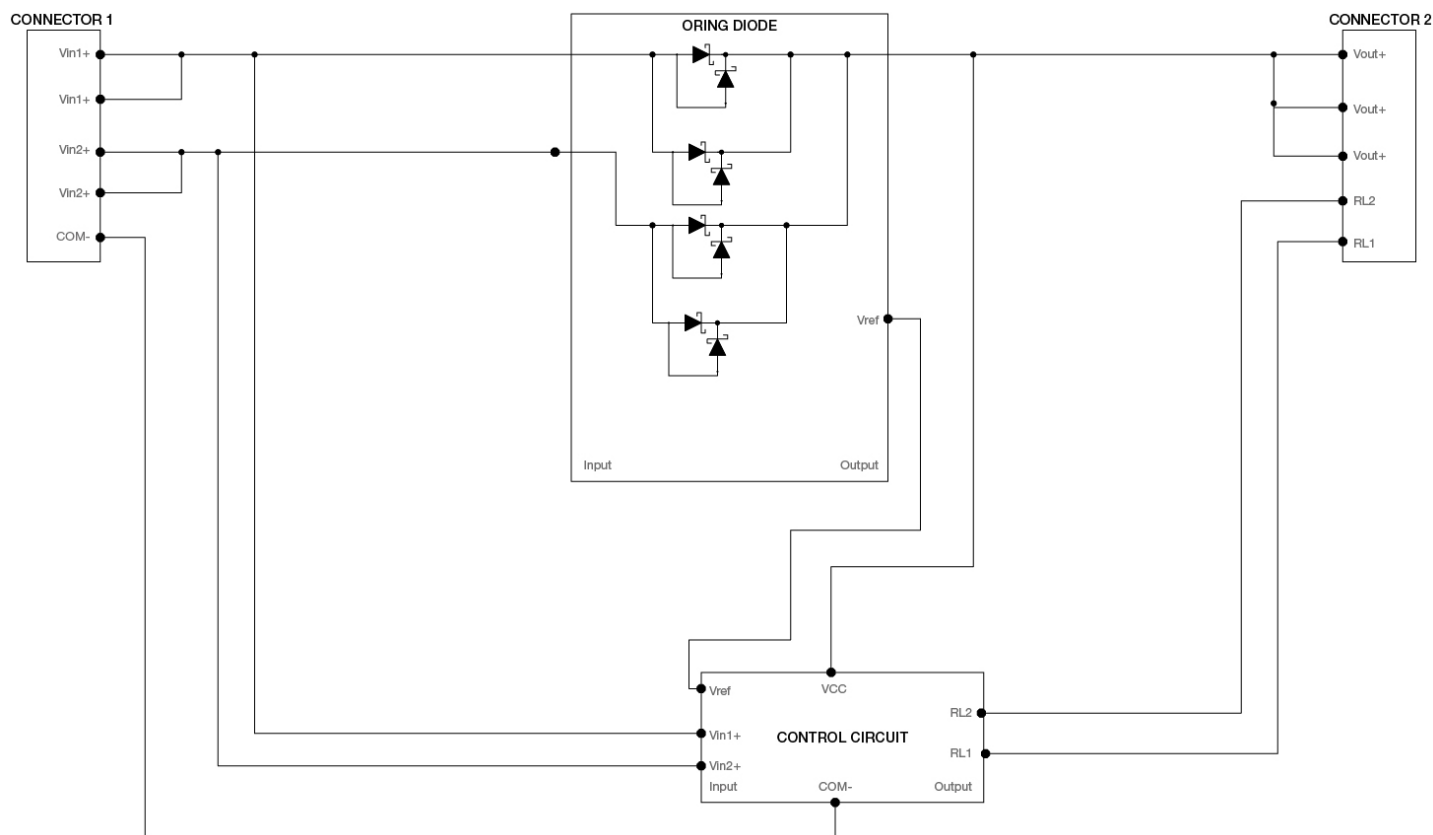 CONNECTOR 1
Vin1+
Vin1+
Vin2+
Vin2+
COM-
ORING DIODE
Vref
Input
Output
CONNECTOR 2
Vout+
Vout+
Vout+
RL2
RL1
Vref
VCC
RL2
Vin1+
CONTROL CIRCUIT
RL1
Vin2+
Input
COM-
Output